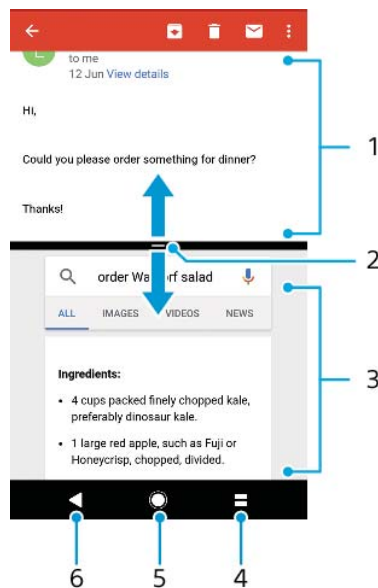 to me
12 Jun View details
Hi,
Could you please order something for dinner?
Thanks!
1
2
order Wa rf salad
ALL IMAGES VIDEOS NEWS
Ingredients:
• 4 cups packed finely chopped kale,
preferably dinosaur kale.
• 1 large red apple, such as Fuji or
Honeycrisp, chopped, divided.
3
6 5 4